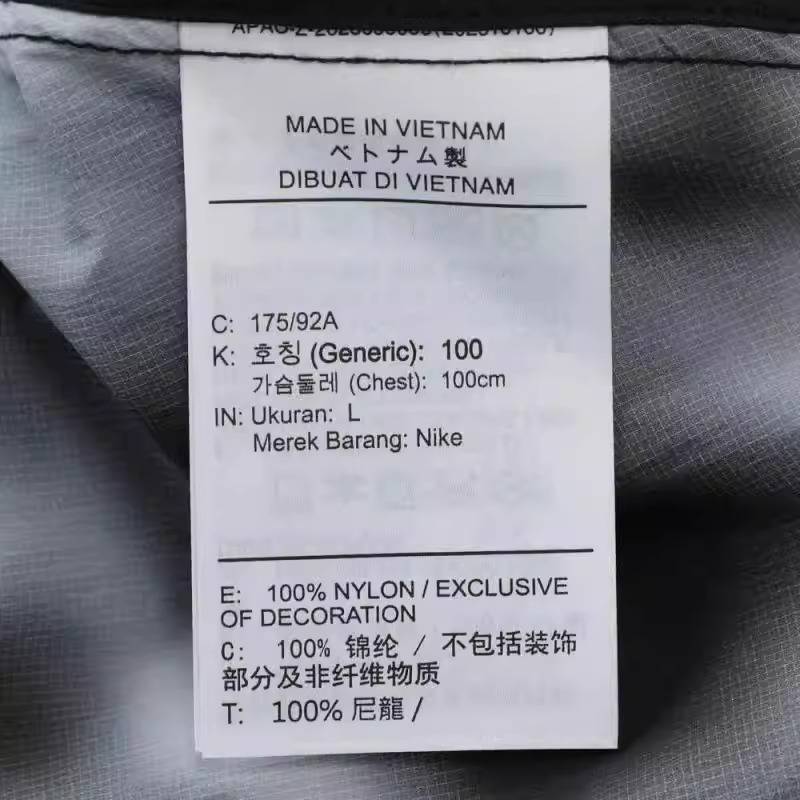 MADE IN VIETNAM
ベトナム製
DIBUAT DI VIETNAM
C: 175/92A
K: 호칭 (Generic): 100
가슴둘레 (Chest): 100cm
IN: Ukuran: L
Merek Barang: Nike
E: 100% NYLON / EXCLUSIVE
OF DECORATION
C: 100% 锦纶 / 不包括装饰
部分及非纤维物质
T: 100% 尼龍 /